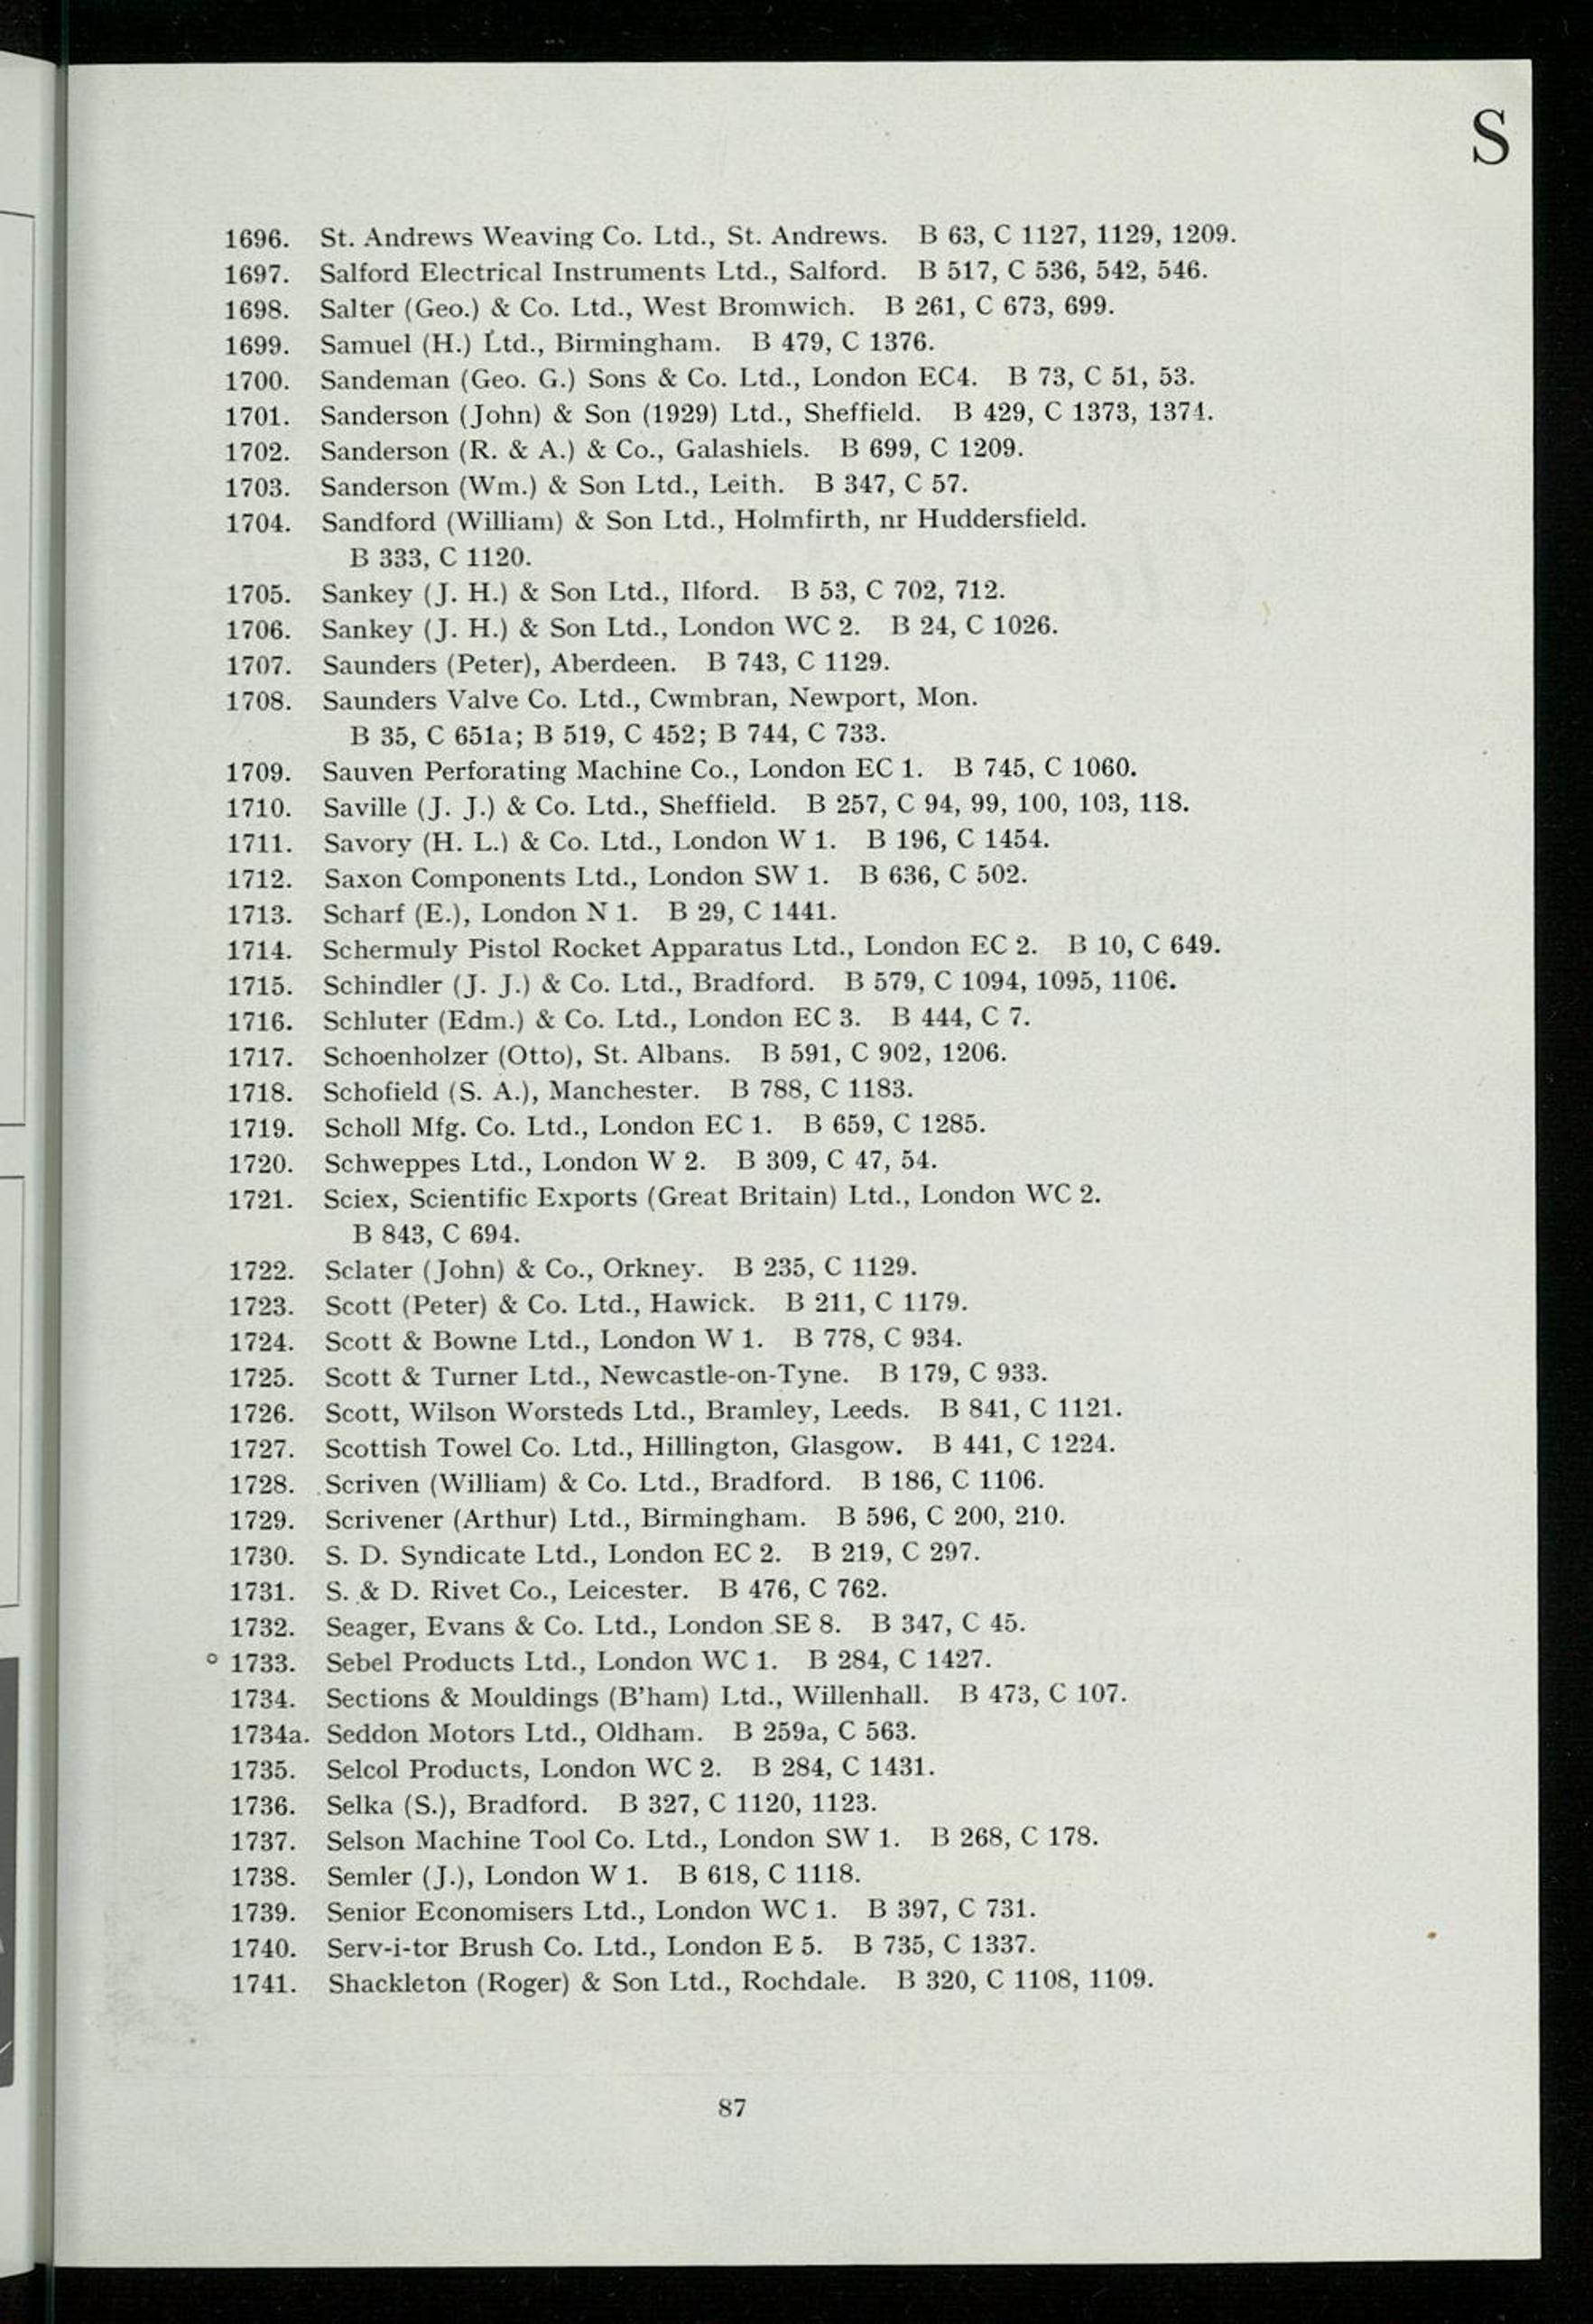 S
1696. St. Andrews Weaving Co. Ltd., St. Andrews. B 63, C 1127, 1129, 1209.
1697. Salford Electrical Instruments Ltd., Salford. B 517, C 536, 542, 546.
1698. Salter (Geo.) & Co. Ltd., West Bromwich. B 261, C 673, 699.
1699. Samuel (H.) Ltd., Birmingham. B 479, C 1376.
1700. Sandeman (Geo. G.) Sons & Co. Ltd., London EC4. B 73, C 51, 53.
1701. Sanderson (John) & Son (1929) Ltd., Sheffield. B 429, C 1373, 1374.
1702. Sanderson (R. & A.) & Co., Galashiels. B 699, C 1209.
1703. Sanderson (Wm.) & Son Ltd., Leith. B 347, C 57.
1704. Sandford (William) & Son Ltd., Holmfirth, nr Huddersfield.
B 333, C 1120.
1705. Sankey (J. H.) & Son Ltd., Ilford. B 53, C 702, 712.
1706. Sankey (J. H.) & Son Ltd., London WC 2. B 24, C 1026.
1707. Saunders (Peter), Aberdeen. B 743, C 1129.
1708. Saunders Valve Co. Ltd., Cwmbran, Newport, Mon.
B 35, C 651a; B 519, C 452; B 744, C 733.
1709. Sauven Perforating Machine Co., London EC 1. B 745, C 1060.
1710. Saville (J. J.) & Co. Ltd., Sheffield. B 257, C 94, 99, 100, 103, 118.
1711. Savory (H. L.) & Co. Ltd., London W 1. B 196, C 1454.
1712. Saxon Components Ltd., London SW 1. B 636, C 502.
1713. Scharf (E.), London N 1. B 29, C 1441.
1714. Schermuly Pistol Rocket Apparatus Ltd., London EC 2. B 10, C 649.
1715. Schindler (J. J.) & Co. Ltd., Bradford. B 579, C 1094, 1095, 1106.
1716. Schluter (Edm.) & Co. Ltd., London EC 3. B 444, C 7.
1717. Schoenholzer (Otto), St. Albans. B 591, C 902, 1206.
1718. Schofield (S. A.), Manchester. B 788, C 1183.
1719. Scholl Mfg. Co. Ltd., London EC 1. B 659, C 1285.
1720. Schweppes Ltd., London W 2. B 309, C 47, 54.
1721. Sciex, Scientific Exports (Great Britain) Ltd., London WC 2.
B 843, C 694.
1722. Sclater (John) & Co., Orkney. B 235, C 1129.
1723. Scott (Peter) & Co. Ltd., Hawick. B 211, C 1179.
1724. Scott & Bowne Ltd., London W 1. B 778, C 934.
1725. Scott & Turner Ltd., Newcastle-on-Tyne. B 179, C 933.
1726. Scott, Wilson Worsteds Ltd., Bramley, Leeds. B 841, C 1121.
1727. Scottish Towel Co. Ltd., Hillington, Glasgow. B 441, C 1224.
1728. Scriven (William) & Co. Ltd., Bradford. B 186, C 1106.
1729. Scrivener (Arthur) Ltd., Birmingham. B 596, C 200, 210.
1730. S. D. Syndicate Ltd., London EC 2. B 219, C 297.
1731. S. & D. Rivet Co., Leicester. B 476, C 762.
1732. Seager, Evans & Co. Ltd., London SE 8. B 347, C 45.
° 1733. Sebel Products Ltd., London WC 1. B 284, C 1427.
1734. Sections & Mouldings (B'ham) Ltd., Willenhall. B 473, C 107.
1734a. Seddon Motors Ltd., Oldham. B 259a, C 563.
1735. Selcol Products, London WC 2. B 284, C 1431.
1736. Selka (S.), Bradford. B 327, C 1120, 1123.
1737. Selson Machine Tool Co. Ltd., London SW 1. B 268, C 178.
1738. Semler (J.), London W 1. B 618, C 1118.
1739. Senior Economisers Ltd., London WC 1. B 397, C 731.
1740. Serv-i-tor Brush Co. Ltd., London E 5. B 735, C 1337.
1741. Shackleton (Roger) & Son Ltd., Rochdale. B 320, C 1108, 1109.
87